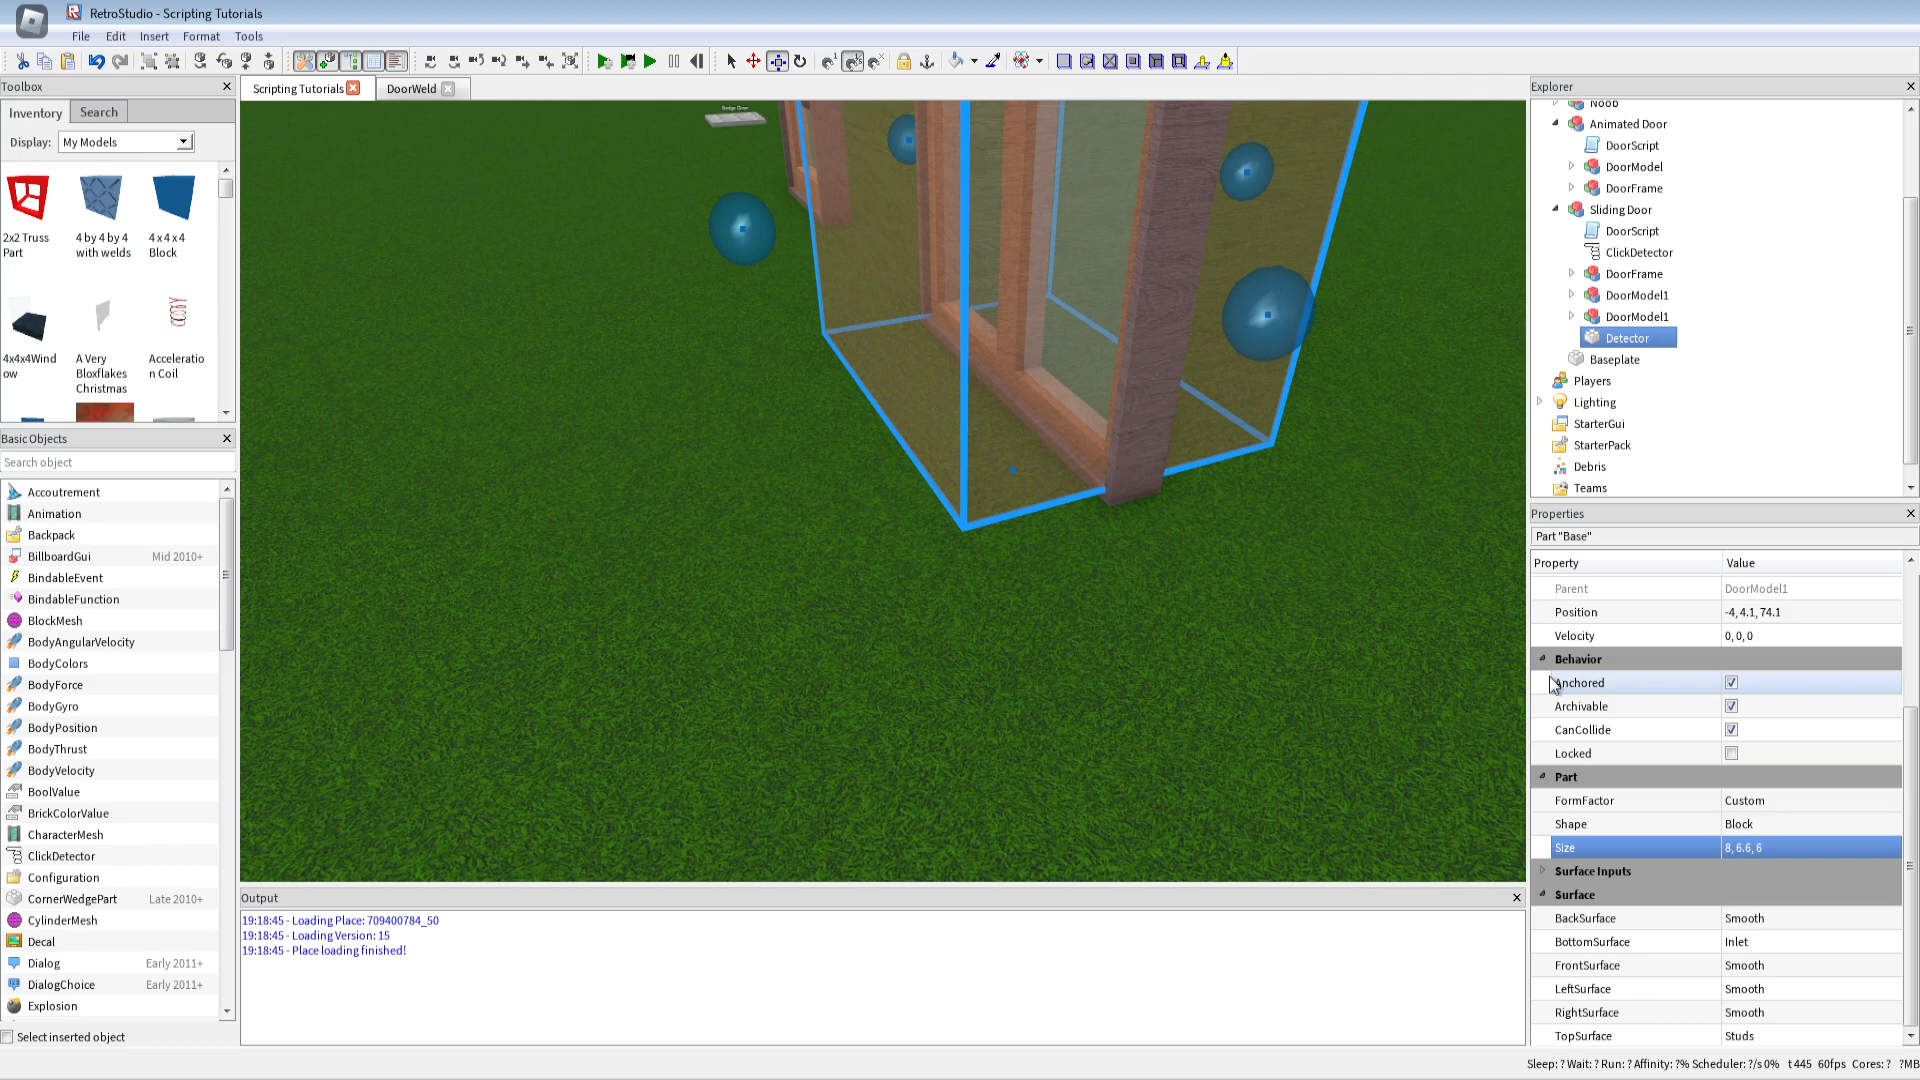 RetroStudio - Scripting Tutorials
File Edit Insert Format Tools
Toolbox
Inventory Search
Display: My Models
2x2 Truss Part
4 by 4 by 4 with welds
4 x 4 x 4 Block
4x4x4Window
A Very Bloxflakes Christmas
Acceleration Coil
Basic Objects
Search object
Accoutrement
Animation
Backpack
BillboardGui Mid 2010+
BindableEvent
BindableFunction
BlockMesh
BodyAngularVelocity
BodyColors
BodyForce
BodyGyro
BodyPosition
BodyThrust
BodyVelocity
BoolValue
BrickColorValue
CharacterMesh
ClickDetector
Configuration
CornerWedgePart Late 2010+
CylinderMesh
Decal
Dialog Early 2011+
DialogChoice Early 2011+
Explosion
Select inserted object
Scripting Tutorials
DoorWeld
Badge Giver
Output
19:18:45 - Loading Place: 709400784_50
19:18:45 - Loading Version: 15
19:18:45 - Place loading finished!
Explorer
Noob
Animated Door
DoorScript
DoorModel
DoorFrame
Sliding Door
DoorScript
ClickDetector
DoorFrame
DoorModel1
DoorModel1
Detector
Baseplate
Players
Lighting
StarterGui
StarterPack
Debris
Teams
Properties
Part "Base"
Property Value
Parent DoorModel1
Position -4, 4.1, 74.1
Velocity 0, 0, 0
Behavior
Anchored
Archivable
CanCollide
Locked
Part
FormFactor Custom
Shape Block
Size 8, 6.6, 6
Surface Inputs
Surface
BackSurface Smooth
BottomSurface Inlet
FrontSurface Smooth
LeftSurface Smooth
RightSurface Smooth
TopSurface Studs
Sleep: ? Wait: ? Run: ? Affinity: ?% Scheduler: ?/s 0% t 445 60fps Cores: ? ?MB